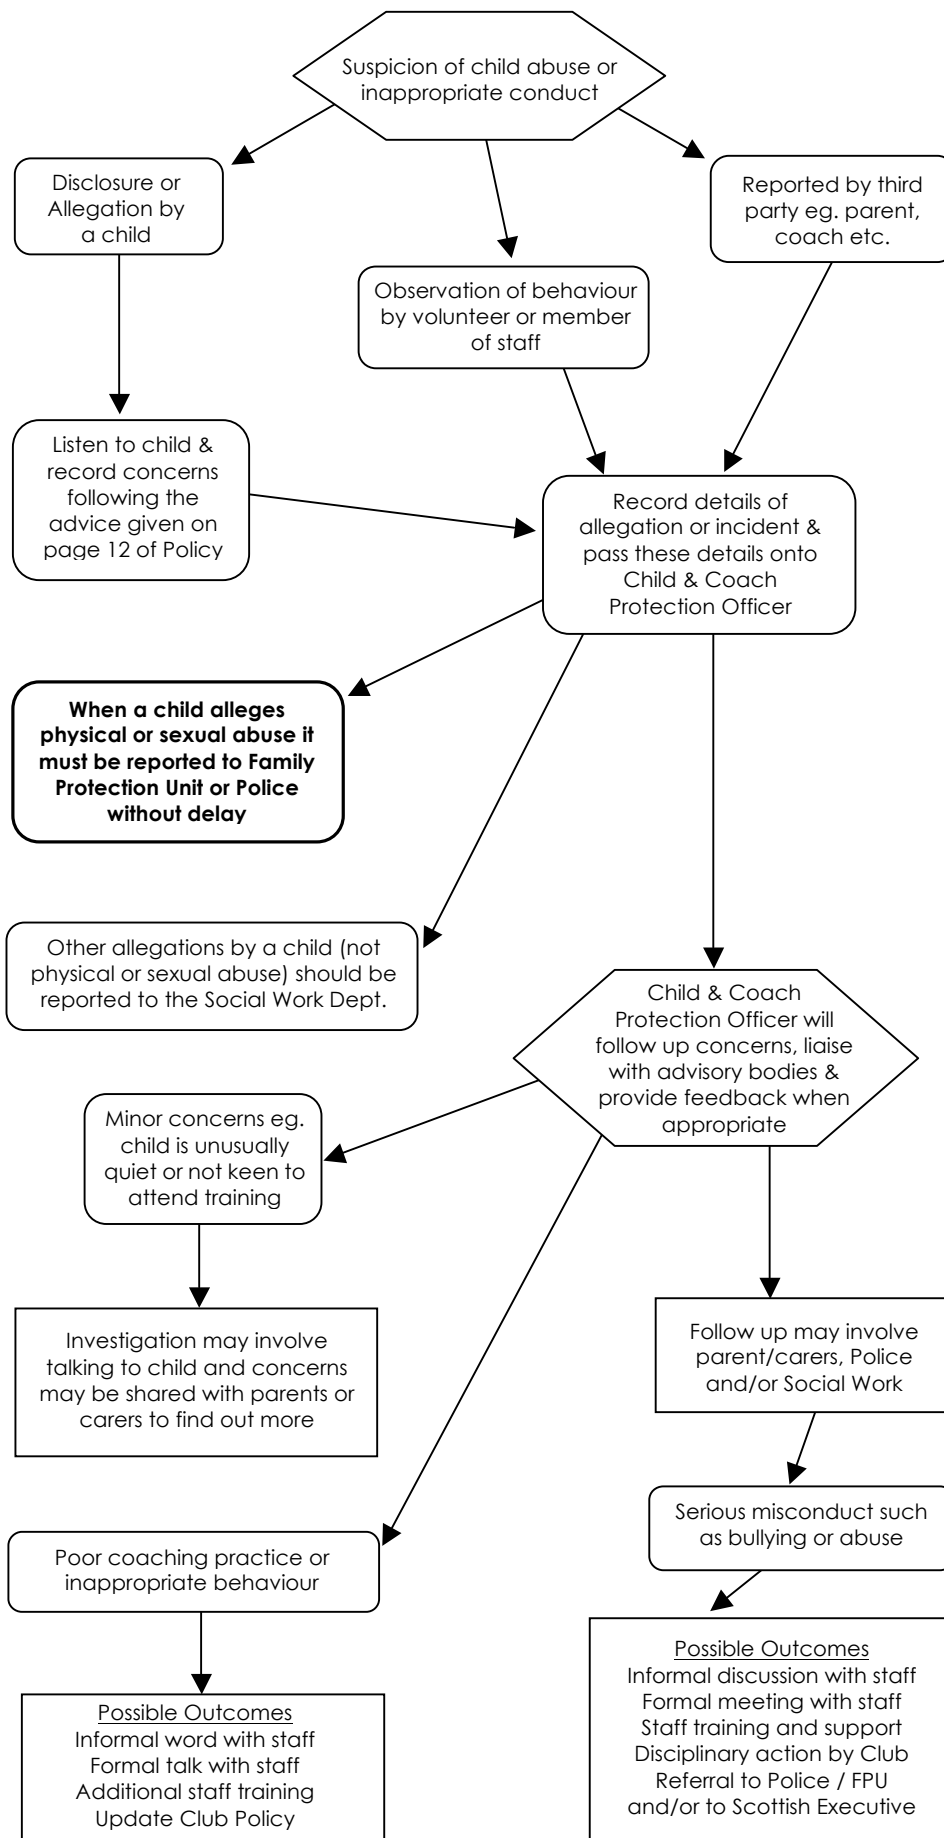 Suspicion of child abuse or
inappropriate conduct
Disclosure or
Allegation by
a child
Reported by third
party eg. parent,
coach etc.
Observation of behaviour
by volunteer or member
of staff
Listen to child &
record concerns
following the
advice given on
page 12 of Policy
Record details of
allegation or incident &
pass these details onto
Child & Coach
Protection Officer
When a child alleges
physical or sexual abuse it
must be reported to Family
Protection Unit or Police
without delay
Other allegations by a child (not
physical or sexual abuse) should be
reported to the Social Work Dept.
Child & Coach
Protection Officer will
follow up concerns, liaise
with advisory bodies &
provide feedback when
appropriate
Minor concerns eg.
child is unusually
quiet or not keen to
attend training
Investigation may involve
talking to child and concerns
may be shared with parents or
carers to find out more
Follow up may involve
parent/carers, Police
and/or Social Work
Serious misconduct such
as bullying or abuse
Poor coaching practice or
inappropriate behaviour
Possible Outcomes
Informal word with staff
Formal talk with staff
Additional staff training
Update Club Policy
Possible Outcomes
Informal discussion with staff
Formal meeting with staff
Staff training and support
Disciplinary action by Club
Referral to Police / FPU
and/or to Scottish Executive